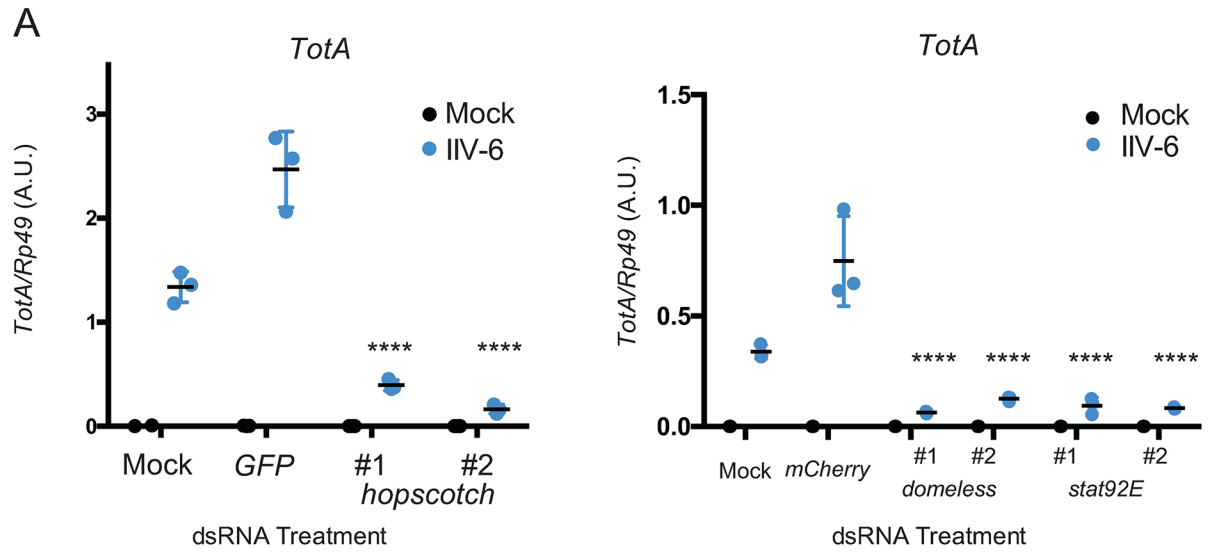 A
TotA
3
2
1
0
TotA/Rp49 (A.U.)
Mock
IIV-6
**** ****
Mock GFP #1 #2
hopscotch
dsRNA Treatment
TotA
1.5
1.0
0.5
0.0
TotA/Rp49 (A.U.)
Mock
IIV-6
**** **** **** ****
Mock mCherry #1 #2 #1 #2
domeless stat92E
dsRNA Treatment